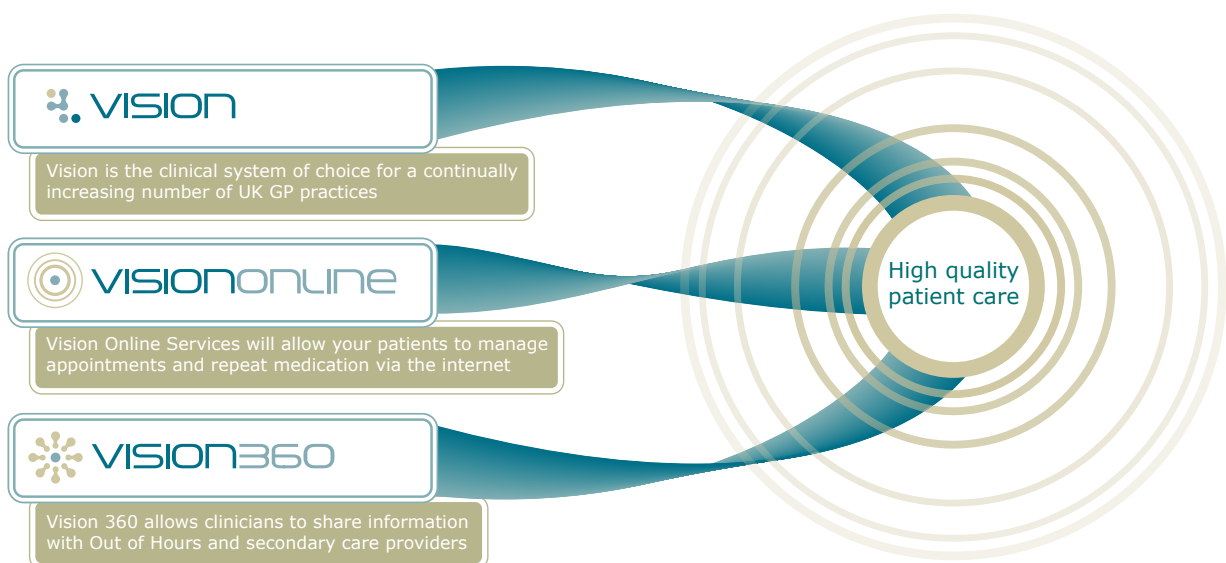 VISION
Vision is the clinical system of choice for a continually
increasing number of UK GP practices
VISIONONLINE
Vision Online Services will allow your patients to manage
appointments and repeat medication via the internet
High quality
patient care
VISION360
Vision 360 allows clinicians to share information
with Out of Hours and secondary care providers